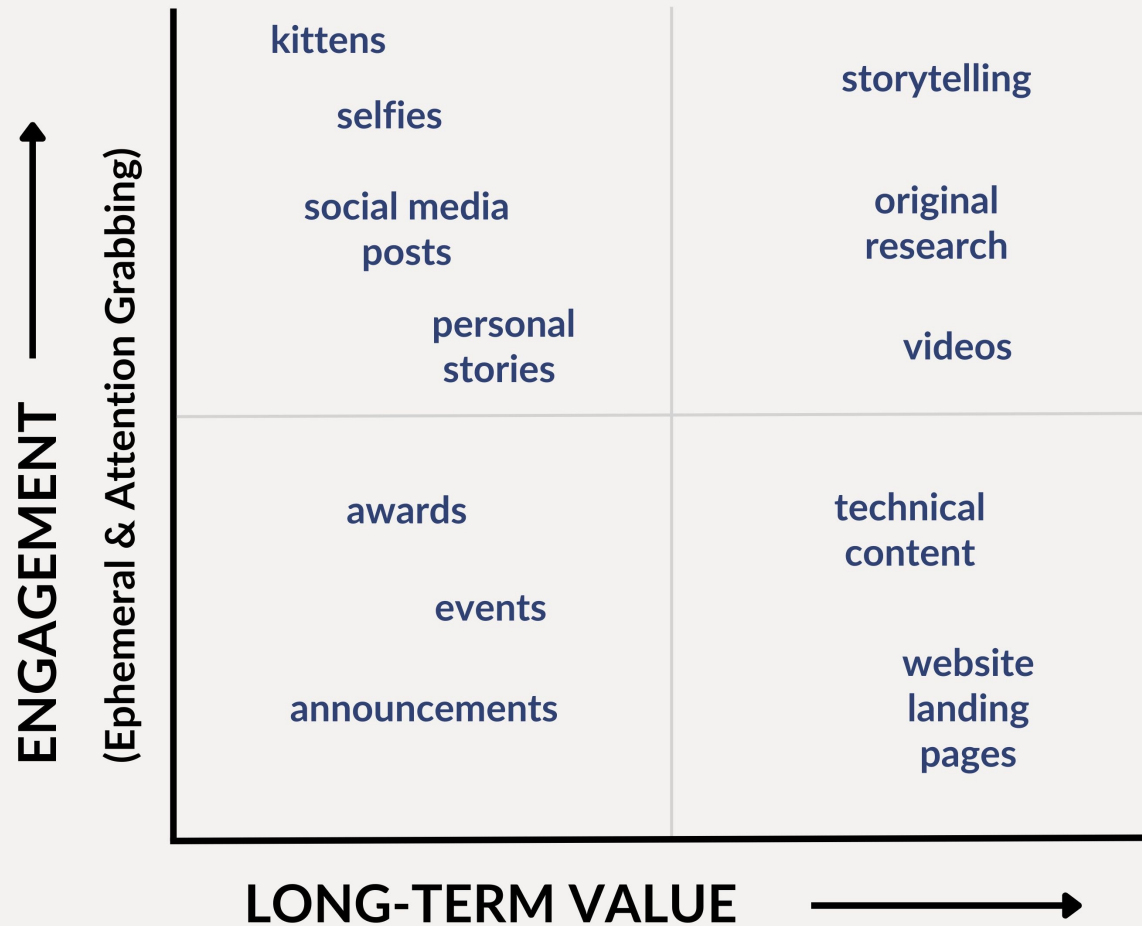 kittens
storytelling
selfies
social media
posts
original
research
personal
stories
videos
awards
technical
content
events
website
landing
pages
announcements
ENGAGEMENT
(Ephemeral & Attention Grabbing)
LONG-TERM VALUE